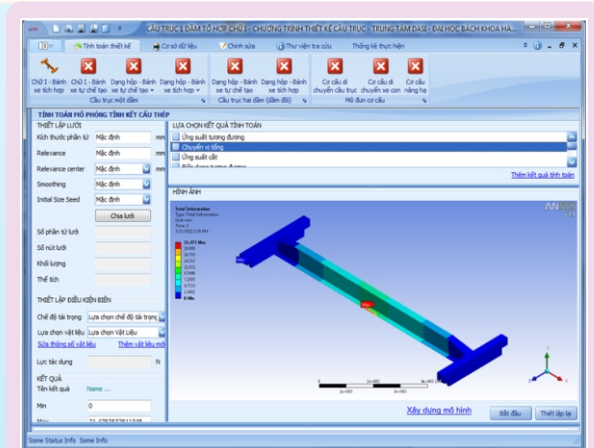 CẦU TRỤC 1 DẦM TỔ HỢP CHỮ I - CHƯƠNG TRÌNH THIẾT KẾ CẦU TRỤC - TRUNG TÂM DASI - ĐẠI HỌC BÁCH KHOA HÀ...
Tính toán thiết kế Cơ sở dữ liệu Chỉnh sửa Thư viện tra cứu Thống kê thực hiện
Chữ I - Bánh Chữ I - Bánh Dạng hộp - Bánh Dạng hộp - Bánh Dạng hộp - Bánh Dạng hộp - Bánh Cơ cấu di Cơ cấu di Cơ cấu
xe tích hợp xe tự chế tạo xe tự chế tạo xe tích hợp xe tích hợp xe tự chế tạo chuyển cầu trục chuyển xe con nâng hạ
Cầu trục một dầm Cầu trục hai dầm (dầm đôi) Mô đun cơ cấu
TÍNH TOÁN MÔ PHỎNG TĨNH KẾT CẤU THÉP
THIẾT LẬP LƯỚI
Kích thước phần tử Mặc định mm
Relevance Mặc định
Relevance center Mặc định mm
Smoothing Mặc định
Initial Size Seed Mặc định
Chia lưới
Số phần tử lưới
Số nút lưới
Khối lượng
Thể tích
THIẾT LẬP ĐIỀU KIỆN BIÊN
Chế độ tải trọng Lựa chọn chế độ tải trọng
Lựa chọn vật liệu Lựa chọn Vật Liệu
Sửa thông số vật liệu Thêm vật liệu mới
Lực tác dụng N
KẾT QUẢ
Tên kết quả Name ...
Min 0
LỰA CHỌN KẾT QUẢ TÍNH TOÁN
Ứng suất tương đương
Chuyển vị tổng
Ứng suất cắt
Thêm kết quả tính toán
HÌNH ẢNH
Total Deformation
Type: Total Deformation
Unit: mm
Time: 1
0 Min
Xây dựng mô hình Bắt đầu Thiết lập lại
Some Status Info Some Info